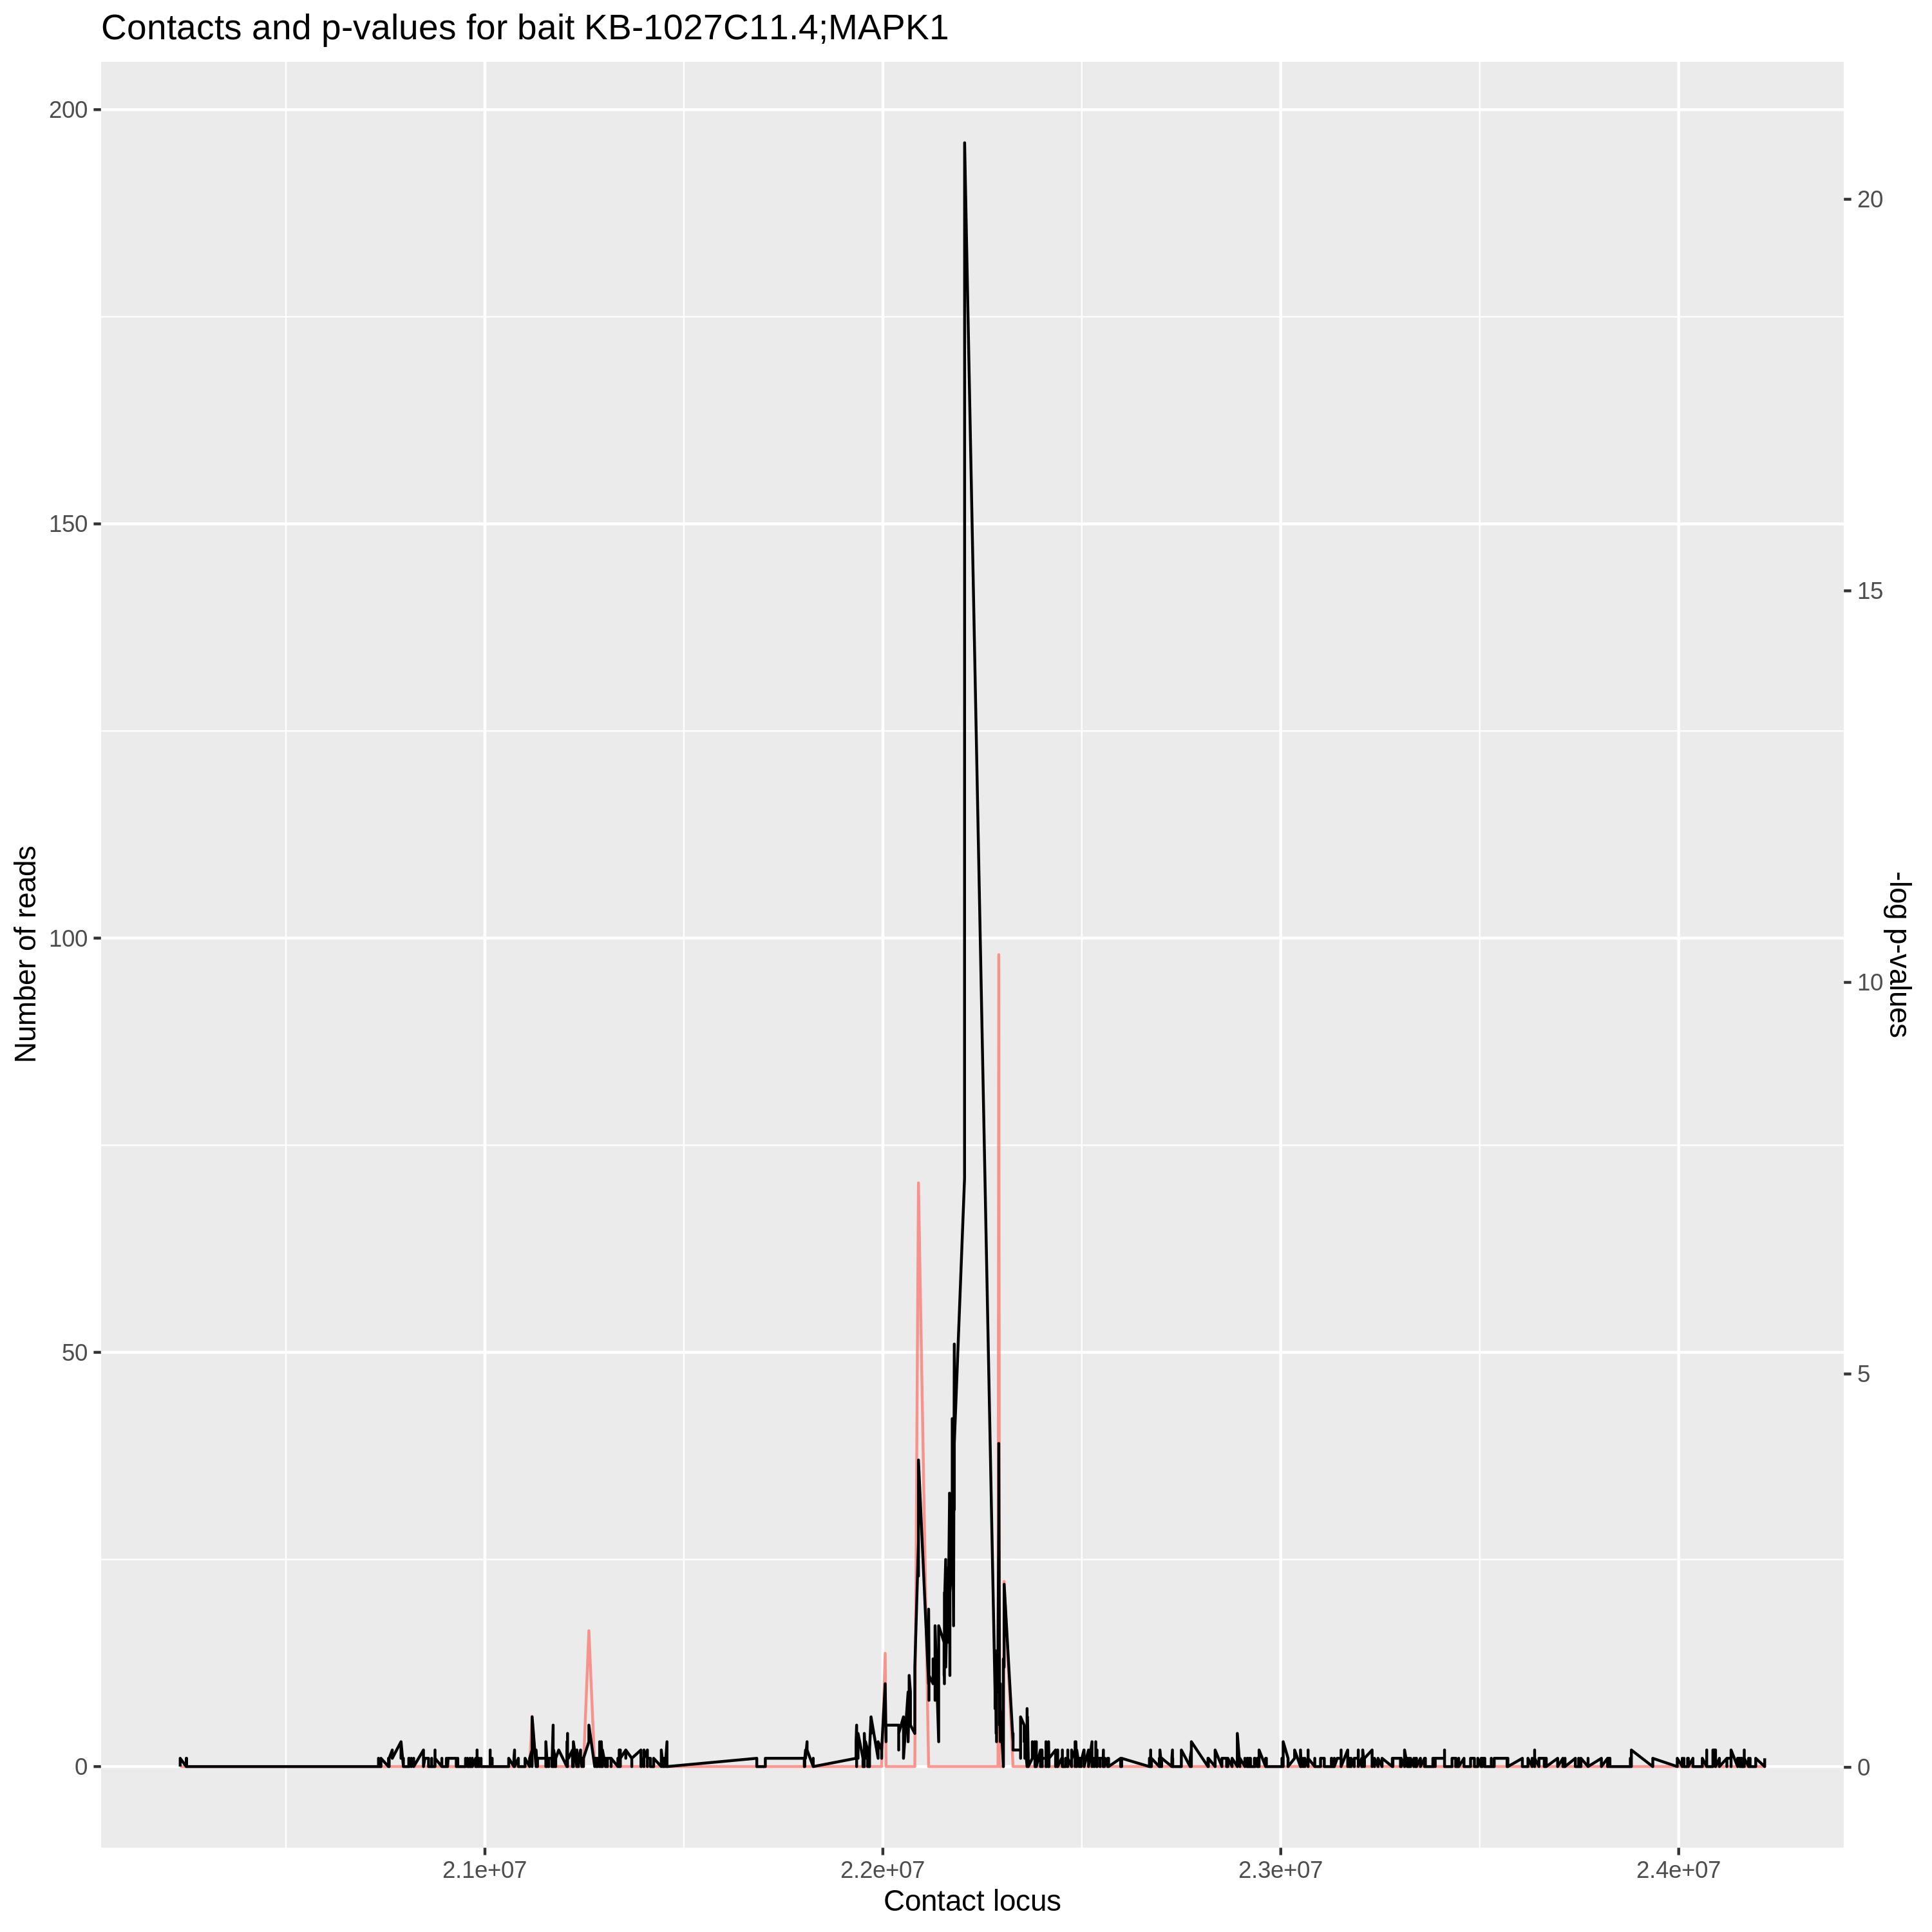 Contacts and p-values for bait KB-1027C11.4;MAPK1
200
150
100
50
0
Number of reads
20
15
10
5
0
-log p-values
2.1e+07
2.2e+07
2.3e+07
2.4e+07
Contact locus